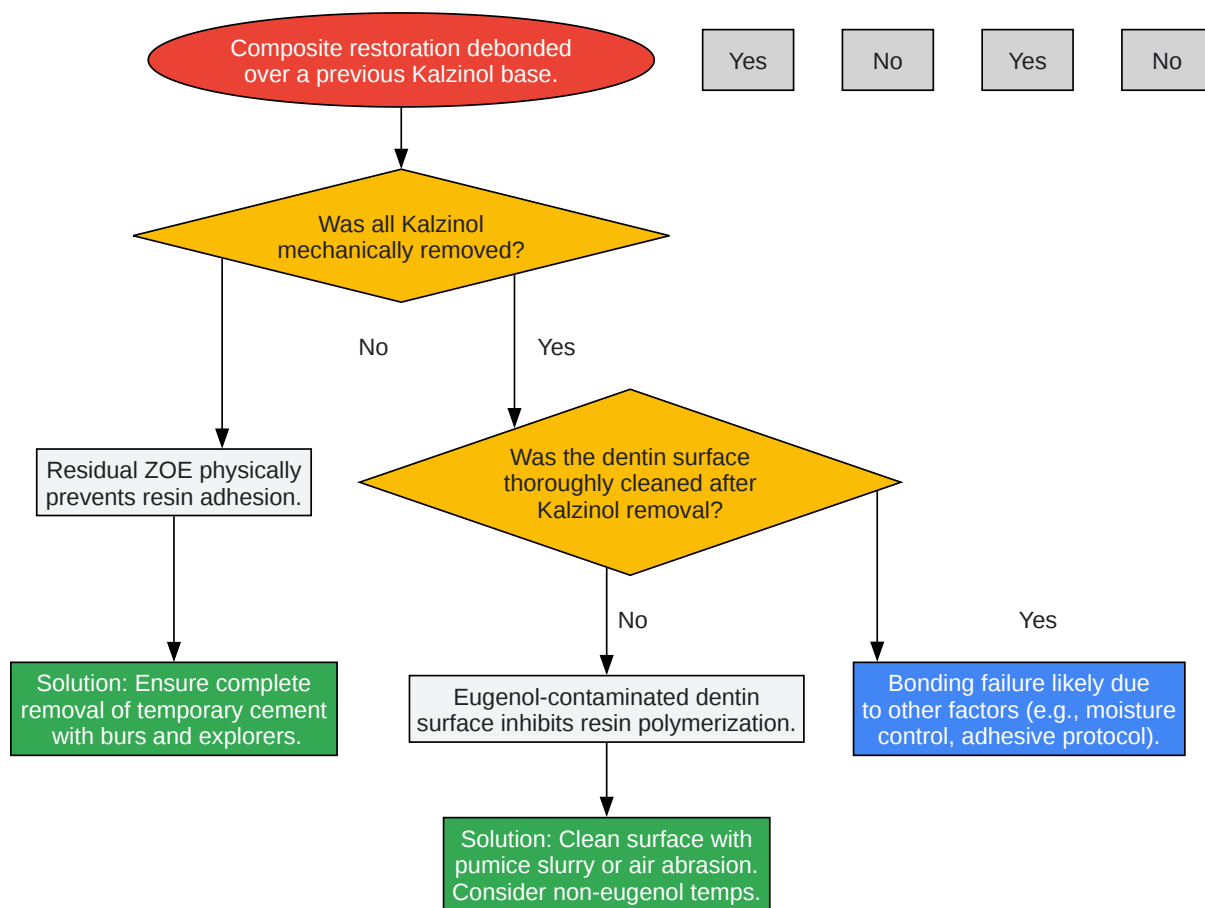 Composite restoration debonded
over a previous Kalzinol base.
Yes
No
Yes
No
Was all Kalzinol
mechanically removed?
No
Yes
Residual ZOE physically
prevents resin adhesion.
Was the dentin surface
thoroughly cleaned after
Kalzinol removal?
No
Yes
Solution: Ensure complete
removal of temporary cement
with burs and explorers.
Eugenol-contaminated dentin
surface inhibits resin polymerization.
Bonding failure likely due
to other factors (e.g., moisture
control, adhesive protocol).
Solution: Clean surface with
pumice slurry or air abrasion.
Consider non-eugenol temps.